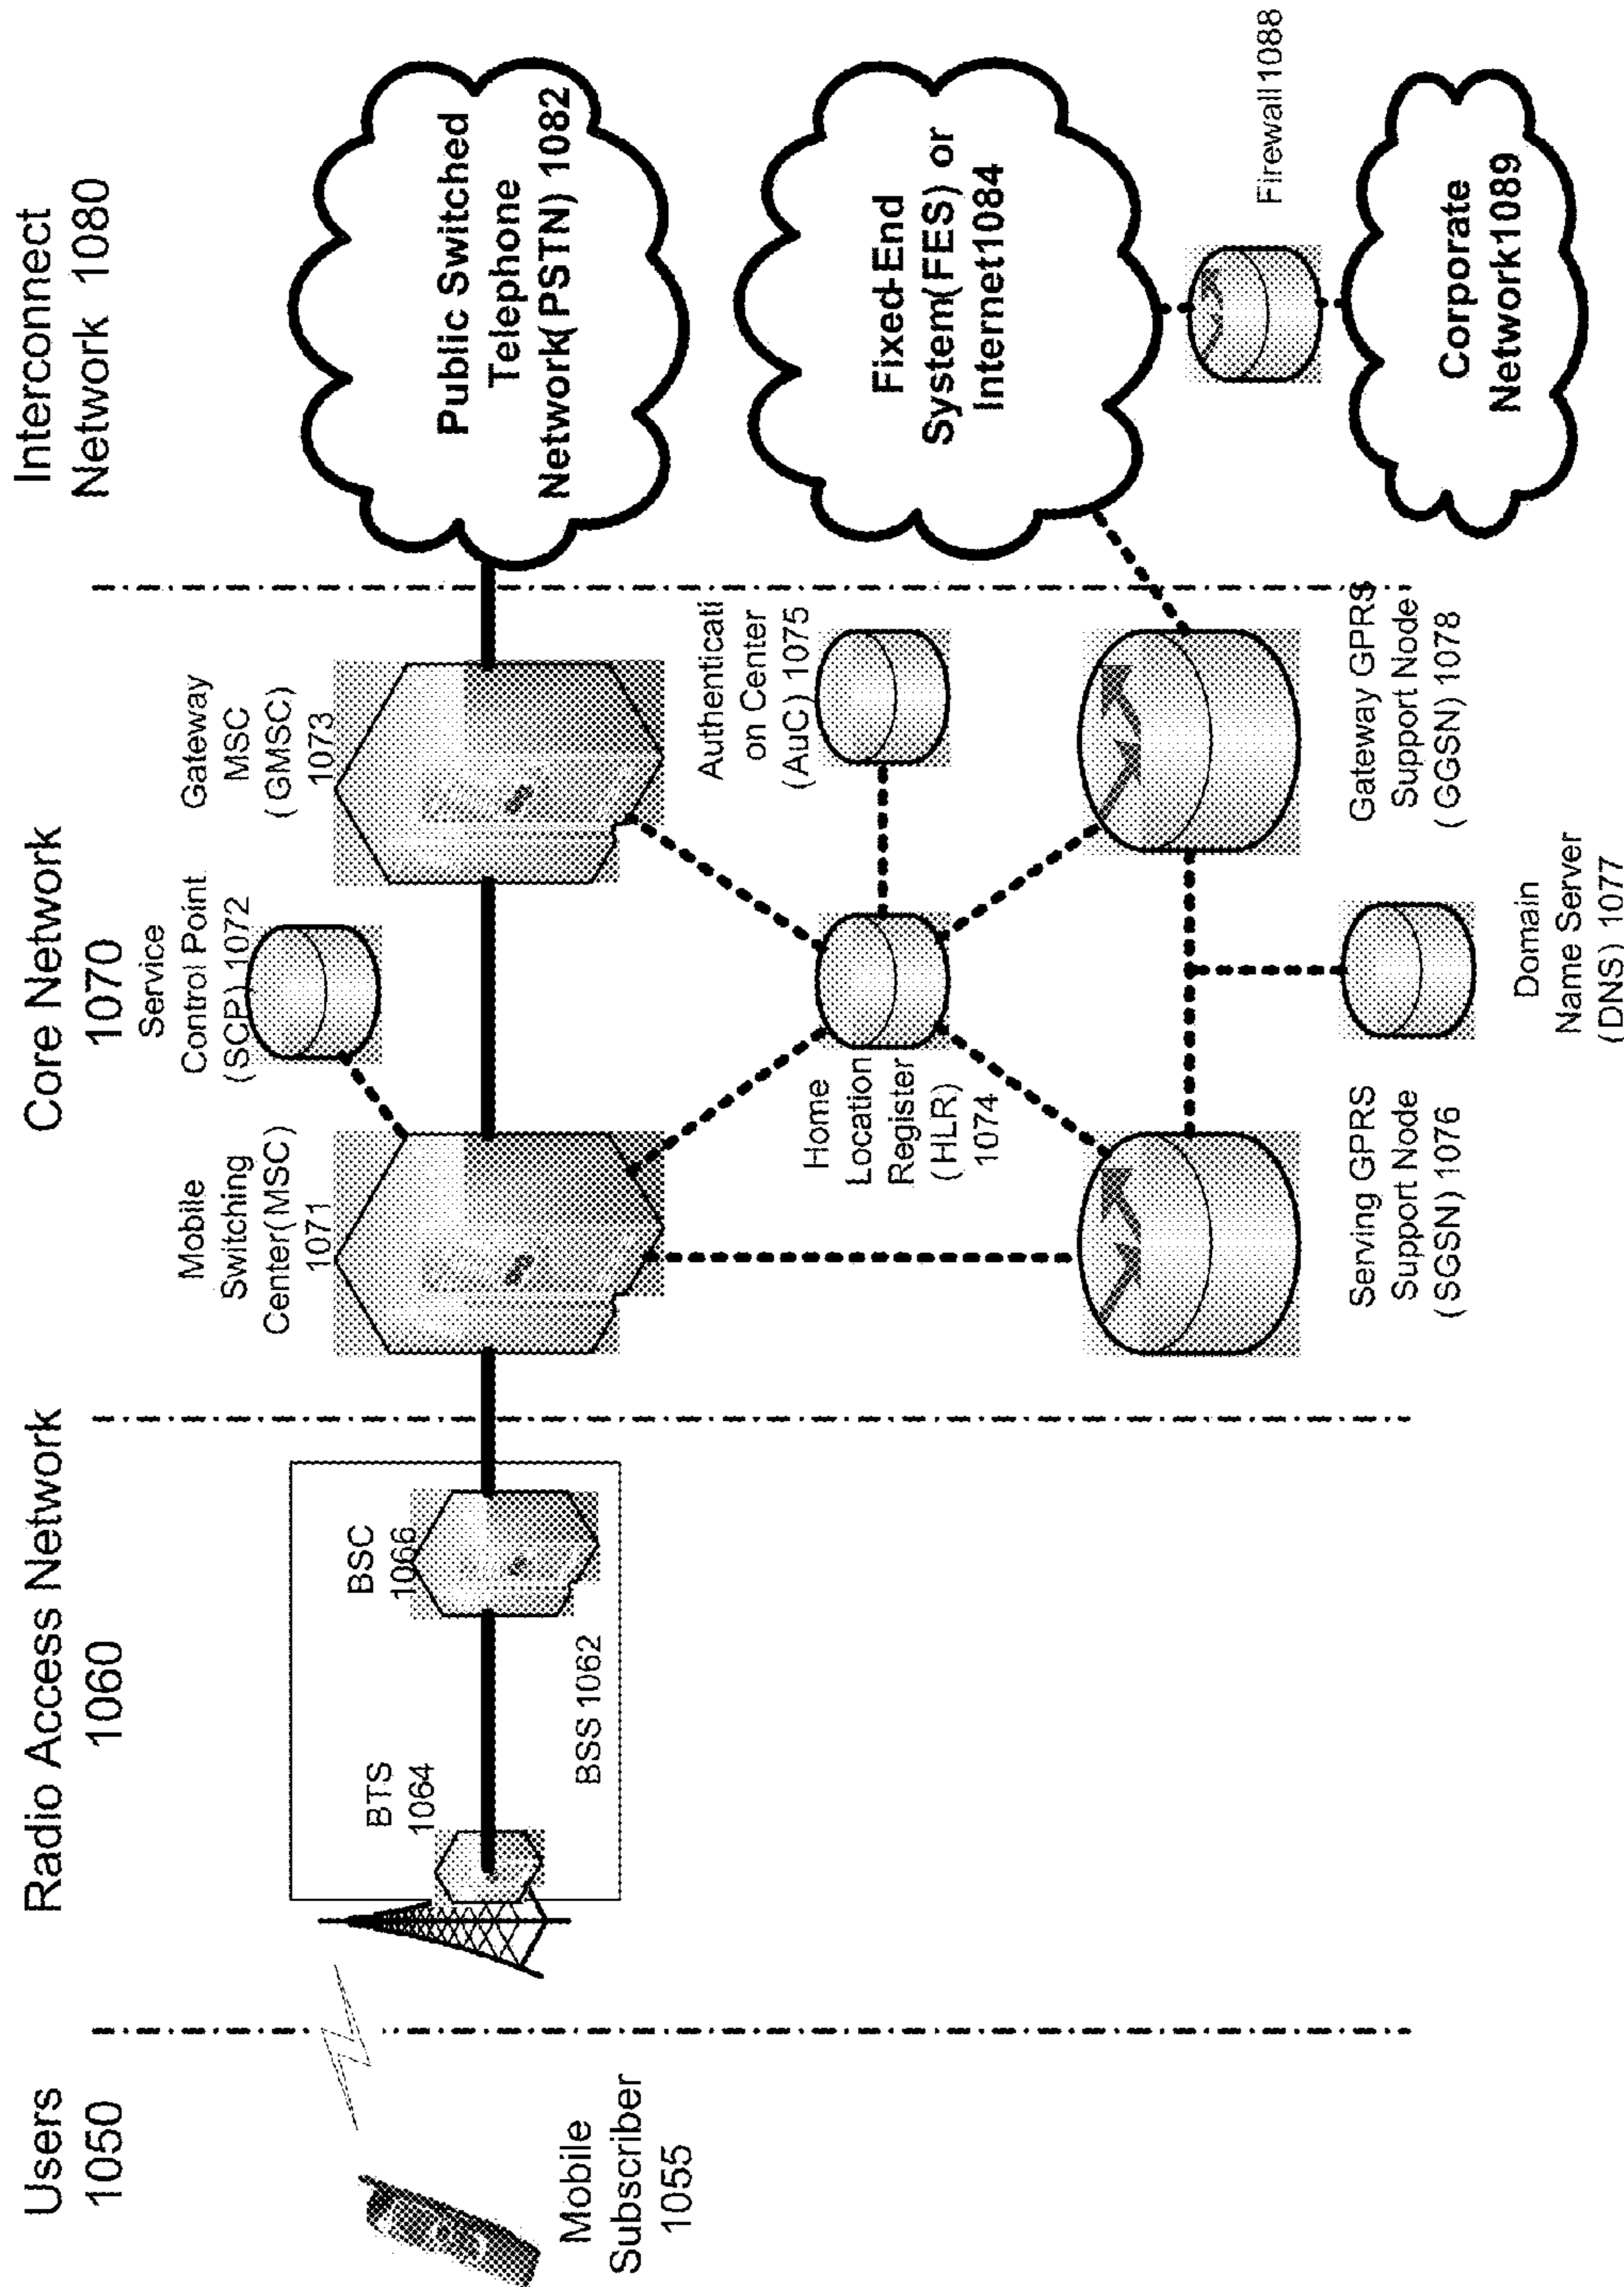 Users
1050
Radio Access Network
1060
Core Network
1070
Interconnect
Network 1080
Mobile
Subscriber
1055
BTS
1064
BSC
1066
BSS 1062
Mobile
Switching
Center(MSC)
1071
Service
Control Point
(SCP) 1072
Gateway
MSC
(GMSC)
1073
Home
Location
Register
(HLR)
1074
Authenticati
on Center
(AuC) 1075
Serving GPRS
Support Node
(SGSN) 1076
Domain
Name Server
(DNS) 1077
Gateway GPRS
Support Node
(GGSN) 1078
Public Switched
Telephone
Network(PSTN) 1082
Fixed-End
System(FES) or
Internet1084
Firewall 1088
Corporate
Network1089